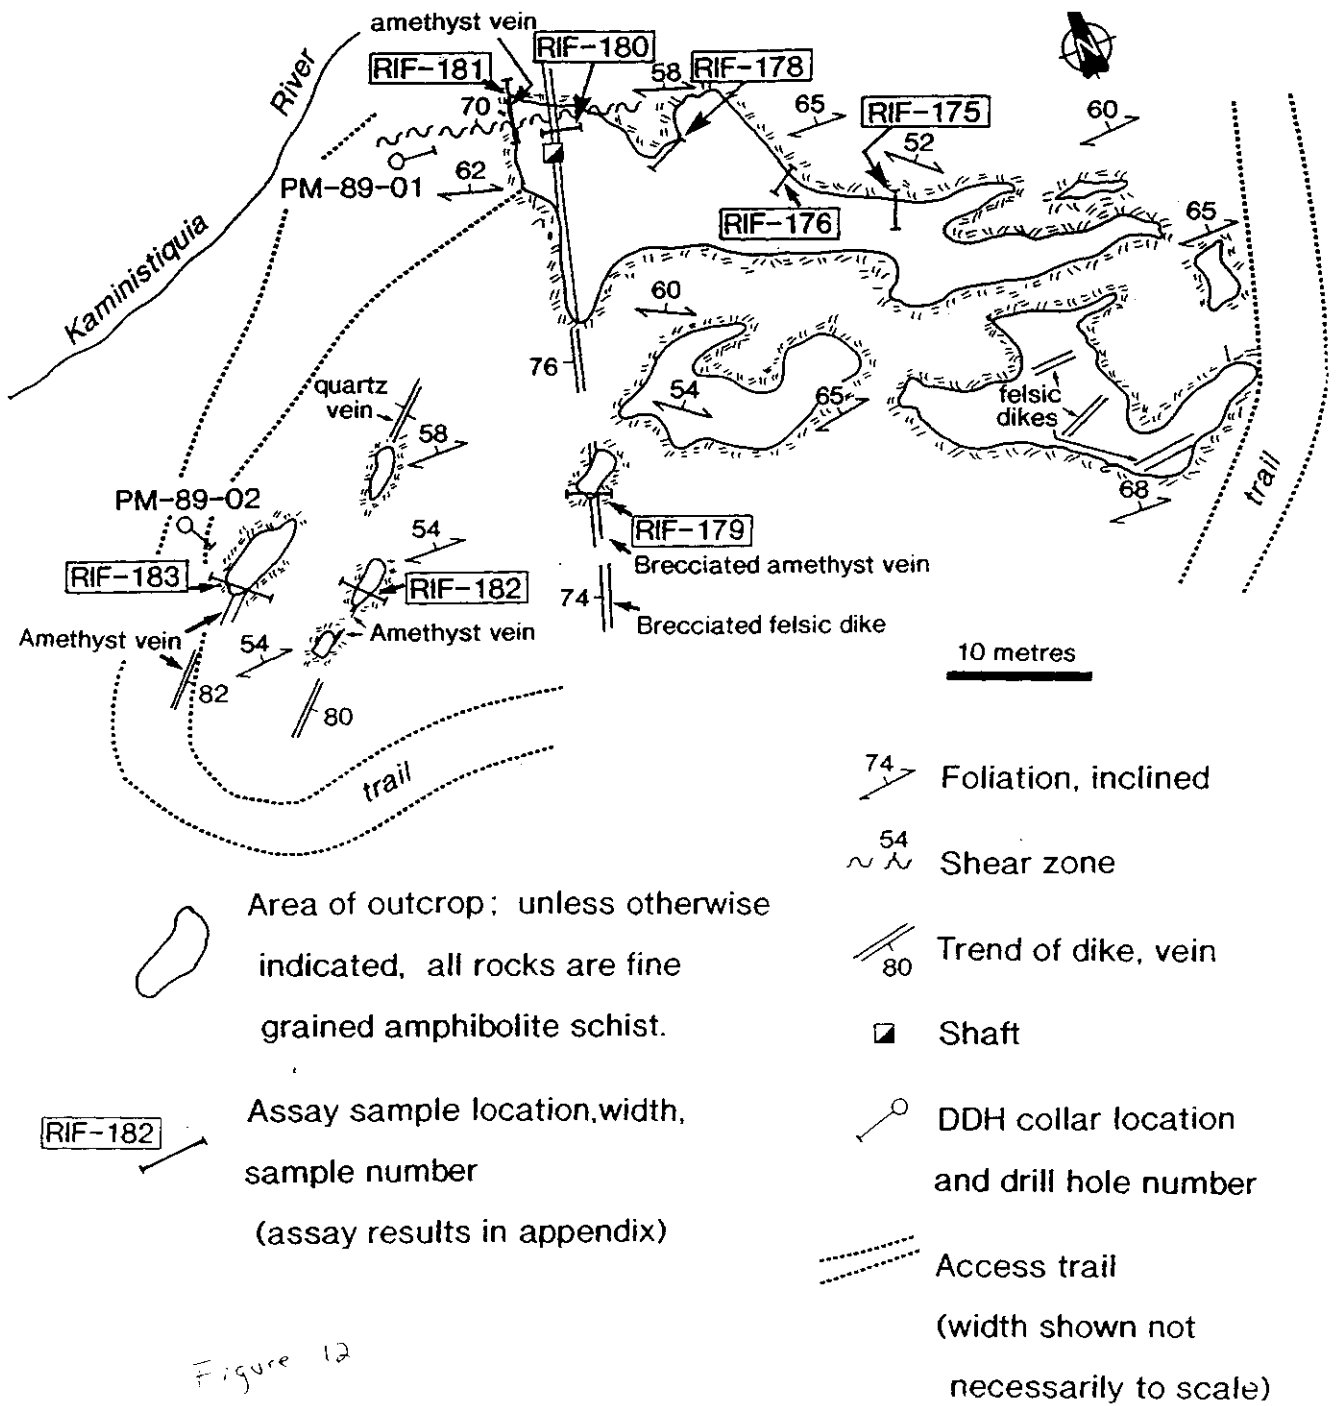 amethyst vein
RIF-180
RIF-181
58
RIF-178
N
River
70
65
RIF-175
60
52
PM-89-01
62
RIF-176
65
Kaministiquia
60
76
quartz
vein
54
65
felsic
dikes
58
PM-89-02
68
trail
54
RIF-179
RIF-183
RIF-182
Brecciated amethyst vein
74
Amethyst vein
54
Amethyst vein
Brecciated felsic dike
10 metres
82
80
trail
74
Foliation, inclined
54
Shear zone
Area of outcrop; unless otherwise
indicated, all rocks are fine
grained amphibolite schist.
80
Trend of dike, vein
Shaft
RIF-182
Assay sample location, width,
sample number
(assay results in appendix)
DDH collar location
and drill hole number
Access trail
(width shown not
necessarily to scale)
Figure 12